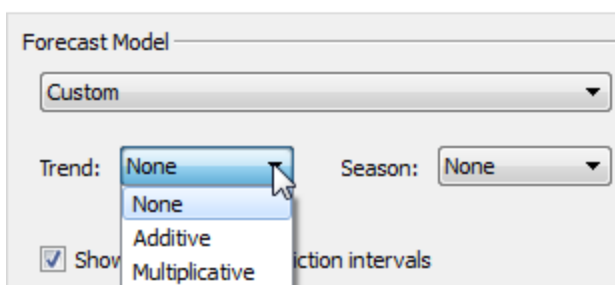 Forecast Model
Custom
Trend: None Season: None
None
Additive
Show iction intervals
Multiplicative